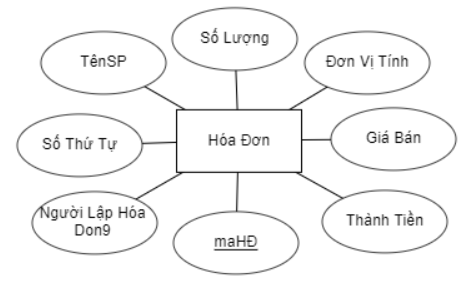 Số Lượng
TênSP
Đơn Vị Tính
Số Thứ Tự
Hóa Đơn
Giá Bán
Người Lập Hóa
Don9
maHĐ
Thành Tiền